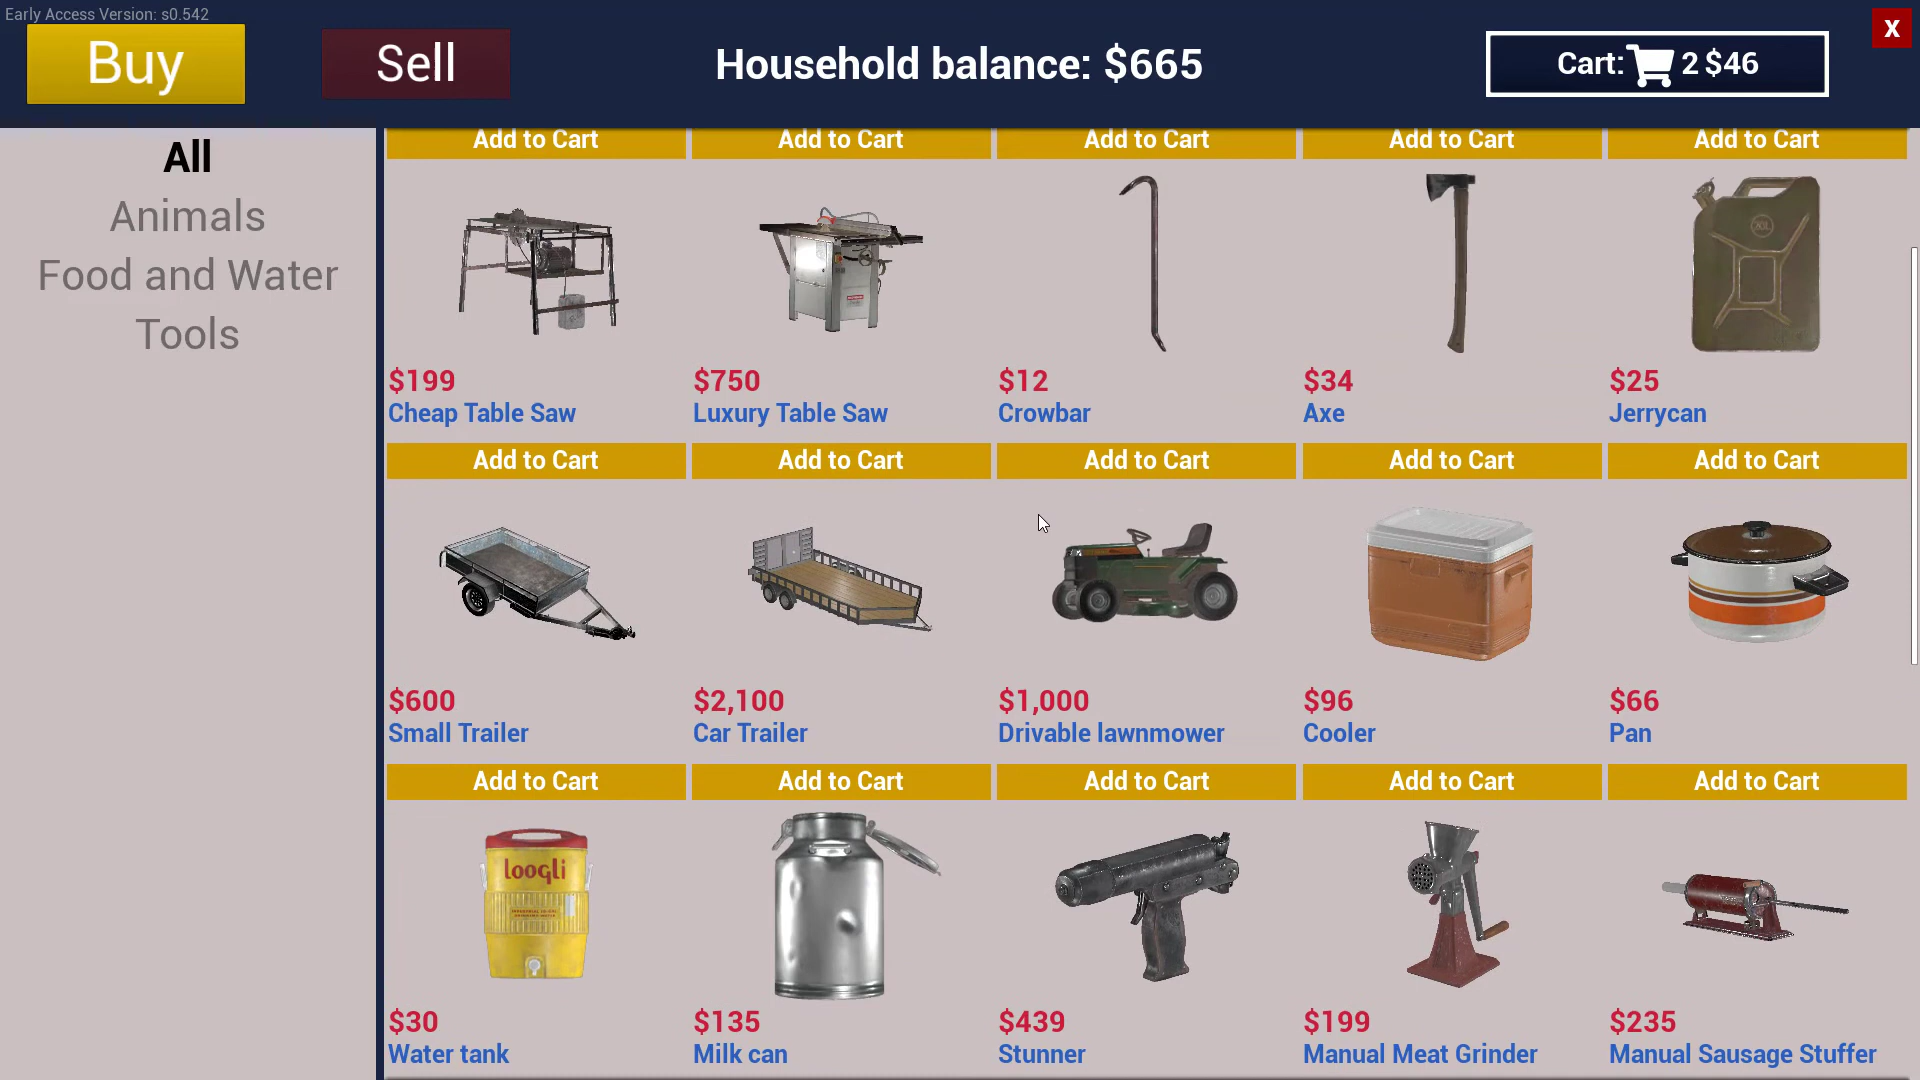 Early Access Version: s0.542
Buy
Sell
Household balance: $665
Cart: 2 $46
X
All
Animals
Food and Water
Tools
Add to Cart
Add to Cart
Add to Cart
Add to Cart
Add to Cart
$199
Cheap Table Saw
$750
Luxury Table Saw
$12
Crowbar
$34
Axe
$25
Jerrycan
Add to Cart
Add to Cart
Add to Cart
Add to Cart
Add to Cart
$600
Small Trailer
$2,100
Car Trailer
$1,000
Drivable lawnmower
$96
Cooler
$66
Pan
Add to Cart
Add to Cart
Add to Cart
Add to Cart
Add to Cart
loogli
$30
Water tank
$135
Milk can
$439
Stunner
$199
Manual Meat Grinder
$235
Manual Sausage Stuffer